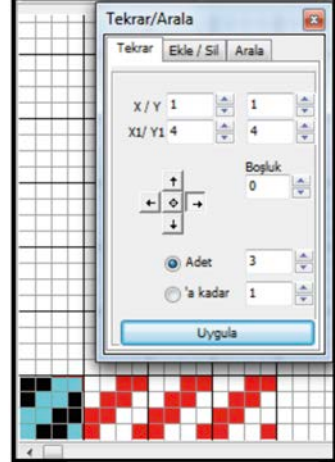 Tekrar/Arala
Tekrar Ekle / Sil Arala
X / Y 1 1
X1/ Y1 4 4
Boşluk
0
Adet 3
'a kadar 1
Uygula